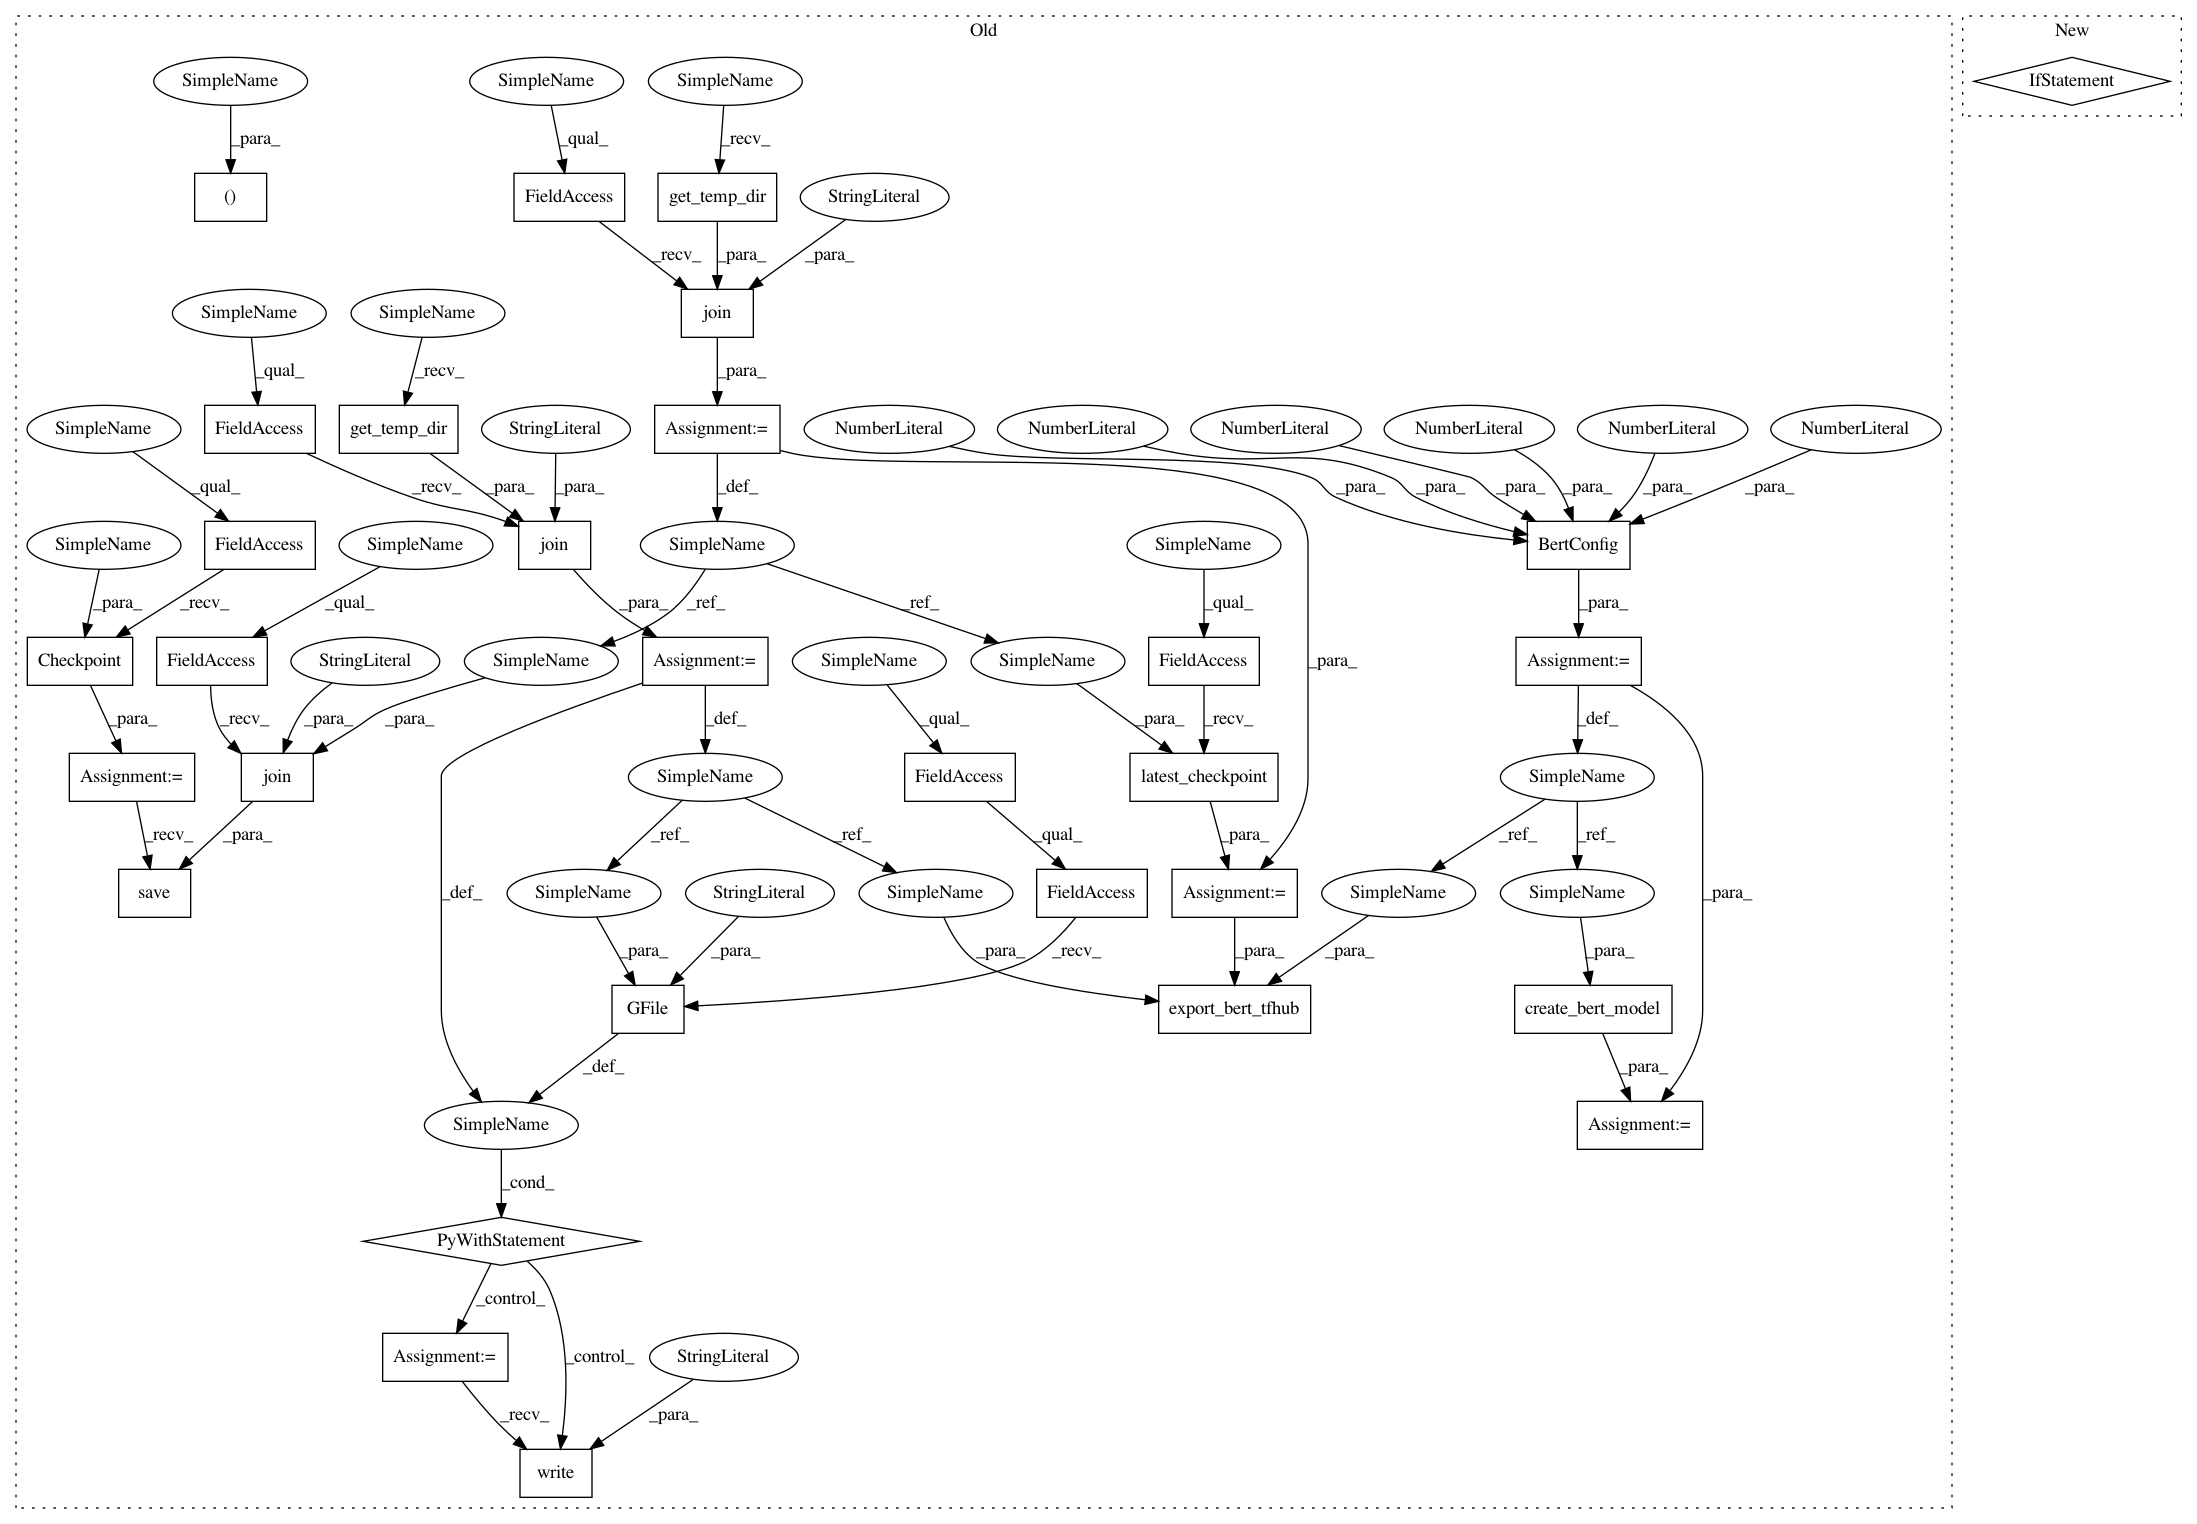 Old
New
SimpleName
SimpleName
SimpleName
IfStatement
_para_
_qual_
_recv_
()
FieldAccess
get_temp_dir
StringLiteral
_recv_
_para_
_para_
SimpleName
SimpleName
join
_qual_
_recv_
_para_
SimpleName
FieldAccess
get_temp_dir
StringLiteral
Assignment:=
NumberLiteral
NumberLiteral
NumberLiteral
NumberLiteral
NumberLiteral
NumberLiteral
_qual_
_recv_
_para_
_para_
_def_
_para_
_para_
_para_
_para_
_para_
_para_
SimpleName
FieldAccess
SimpleName
join
SimpleName
SimpleName
BertConfig
_para_
_recv_
_qual_
_para_
_ref_
_ref_
_qual_
_para_
Checkpoint
FieldAccess
StringLiteral
SimpleName
Assignment:=
SimpleName
SimpleName
FieldAccess
_para_
Assignment:=
_para_
_recv_
_para_
_para_
_def_
_qual_
_para_
_recv_
_def_
Assignment:=
join
SimpleName
FieldAccess
latest_checkpoint
SimpleName
_recv_
_para_
_ref_
_ref_
_qual_
_para_
_ref_
_ref_
save
_def_
SimpleName
StringLiteral
SimpleName
FieldAccess
Assignment:=
SimpleName
SimpleName
_para_
_para_
_para_
_para_
_recv_
_para_
_para_
_para_
GFile
export_bert_tfhub
create_bert_model
_def_
_para_
SimpleName
Assignment:=
_cond_
PyWithStatement
_control_
Assignment:=
_control_
StringLiteral
_recv_
_para_
write